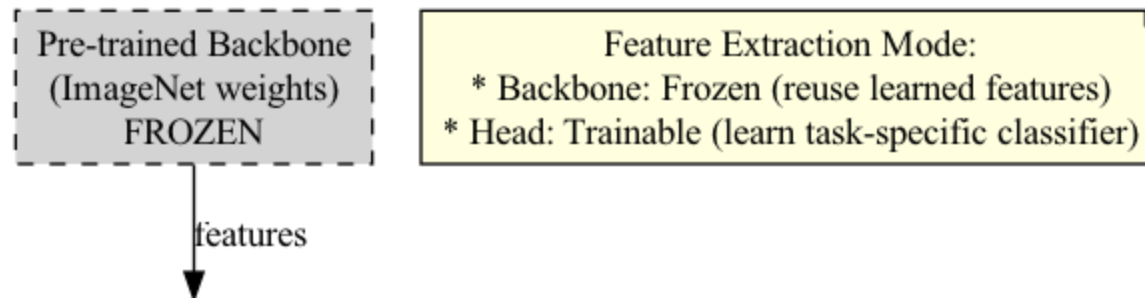 Pre-trained Backbone
(ImageNet weights)
FROZEN
Feature Extraction Mode:
* Backbone: Frozen (reuse learned features)
* Head: Trainable (learn task-specific classifier)
features